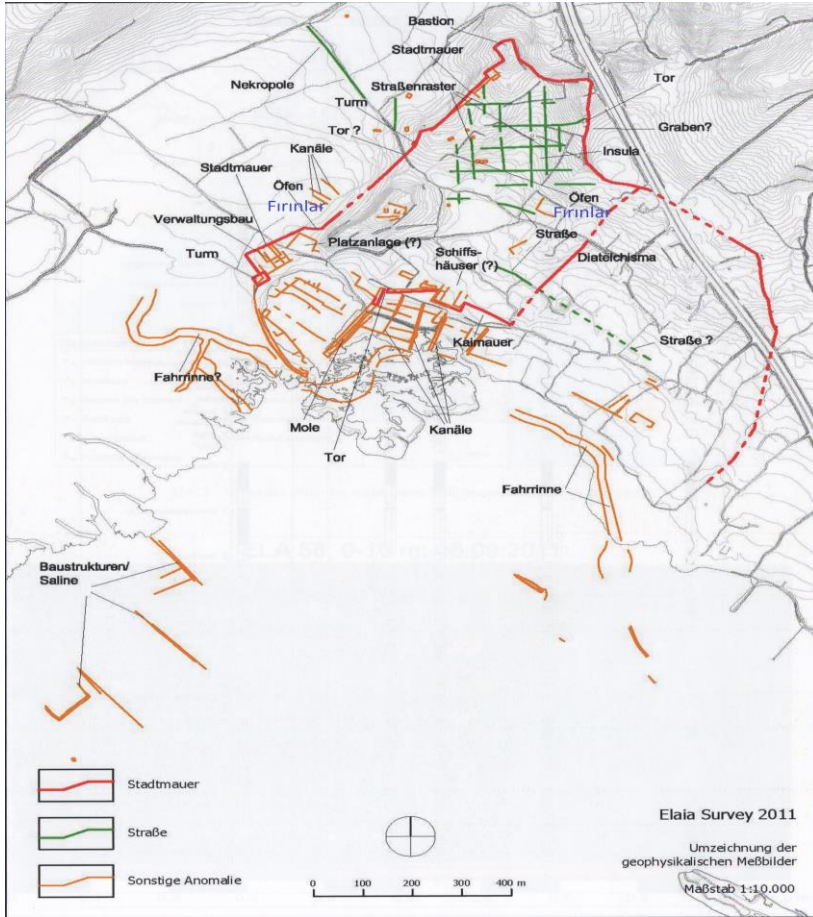 Bastion
Stadtmauer
Nekropole
Straßenraster
Tor
Turm
Graben?
Tor ?
Kanäle
Insula
Stadtmauer
Öfen
Fırınlar
Öfen
Fırınlar
Verwaltungsbau
Straße
Turm
Platzanlage (?)
Schiffs-
häuser (?)
Diateichisma
Kaimauer
Straße ?
Fahrrinne?
Mole
Kanäle
Tor
Fahrrinne
Baustrukturen/
Saline
Stadtmauer
Straße
Sonstige Anomalie
0 100 200 300 400 m
Elaia Survey 2011
Umzeichnung der
geophysikalischen Meßbilder
Maßstab 1:10.000